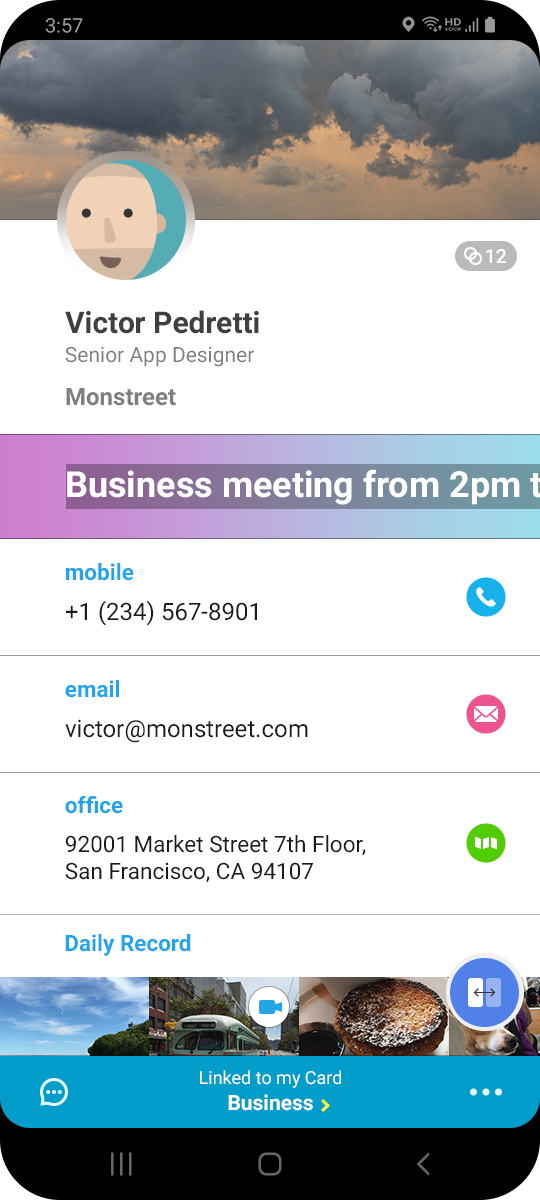 3:57
HD
voice
12
Victor Pedretti
Senior App Designer
Monstreet
Business meeting from 2pm t
mobile
+1 (234) 567-8901
email
victor@monstreet.com
office
92001 Market Street 7th Floor,
San Francisco, CA 94107
Daily Record
Linked to my Card
Business